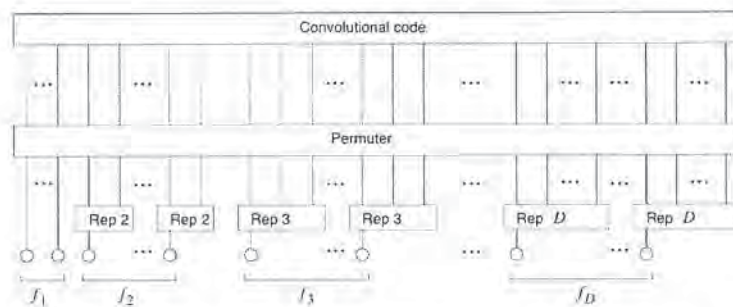 Convolutional code
... ... ... ... ... ... ...
Permuter
... ... ... ... ... ... ...
Rep 2 Rep 2 Rep 3 Rep 3 Rep D Rep D
... ... ... ...
f1 f2 f3 fD